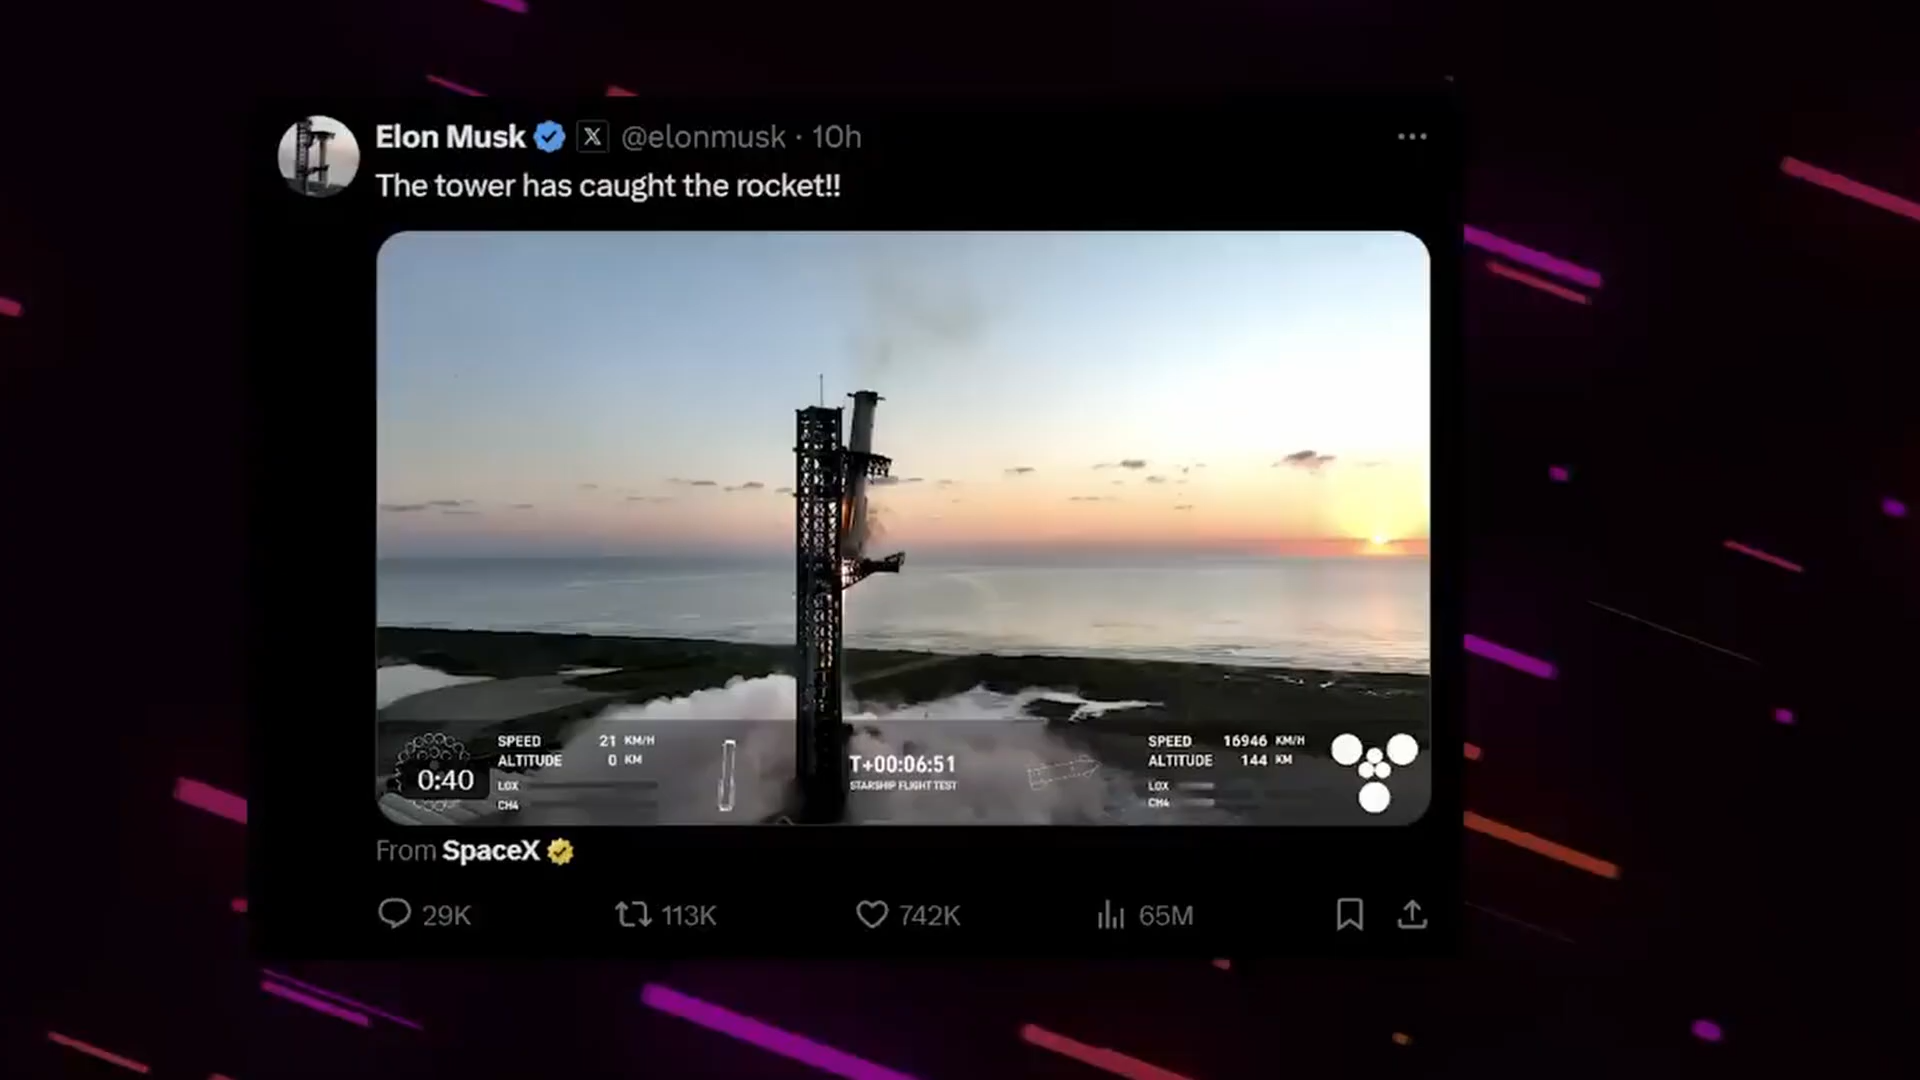 Elon Musk @elonmusk · 10h
The tower has caught the rocket!!
SPEED 21 KM/H
ALTITUDE 0 KM
LOX
CH4
0:40
T+00:06:51
STARSHIP FLIGHT TEST
SPEED 16946 KM/H
ALTITUDE 144 KM
LOX
CH4
From SpaceX
29K 113K 742K 65M